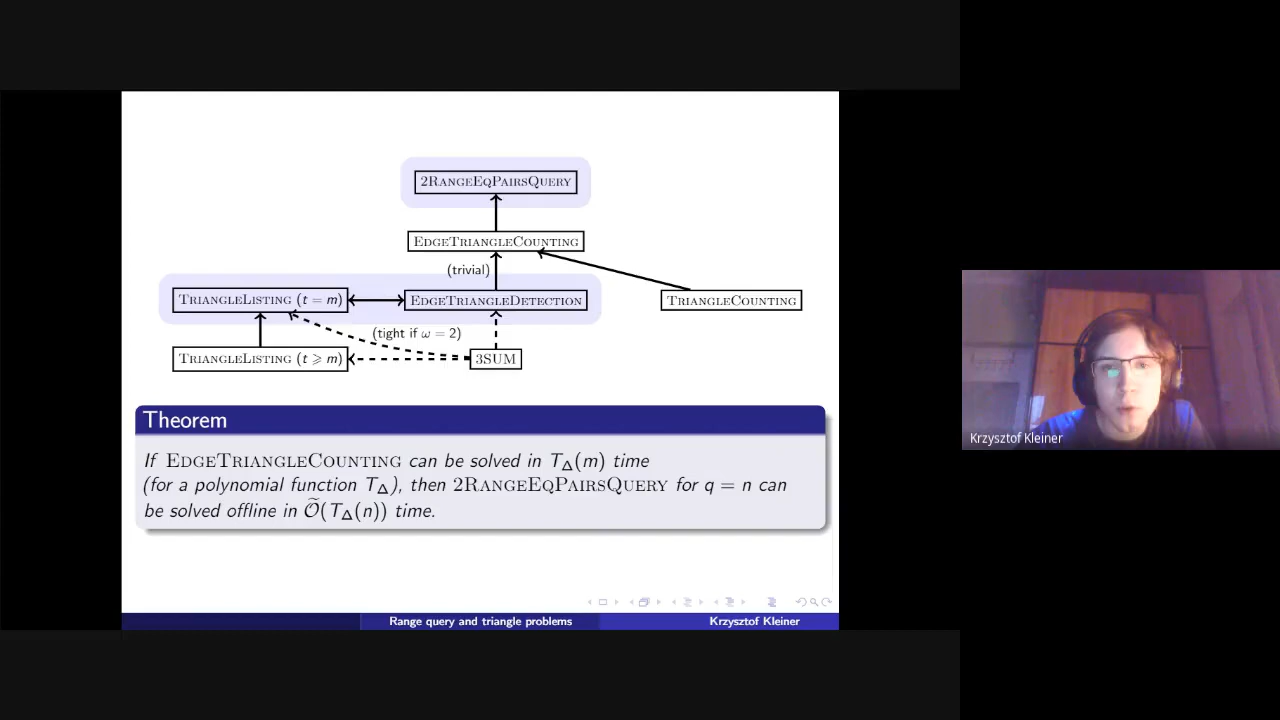 2RangeEqPairsQuery
EdgeTriangleCounting
(trivial)
TriangleListing (t = m)
EdgeTriangleDetection
TriangleCounting
(tight if ω = 2)
TriangleListing (t ⩾ m)
3SUM
Theorem
If EdgeTriangleCounting can be solved in T_Δ(m) time
(for a polynomial function T_Δ), then 2RangeEqPairsQuery for q = n can
be solved offline in Õ(T_Δ(n)) time.
Range query and triangle problems
Krzysztof Kleiner
Krzysztof Kleiner